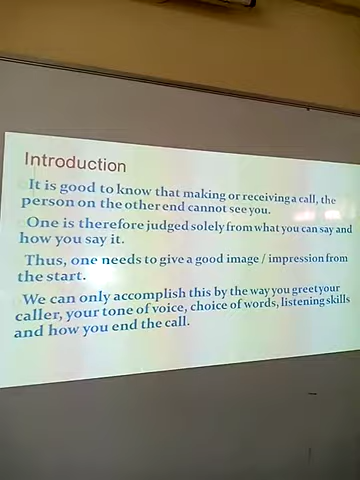 Introduction
It is good to know that making or receiving a call, the
person on the other end cannot see you.
One is therefore judged solely from what you can say and
how you say it.
Thus, one needs to give a good image / impression from
the start.
We can only accomplish this by the way you greet your
caller, your tone of voice, choice of words, listening skills
and how you end the call.